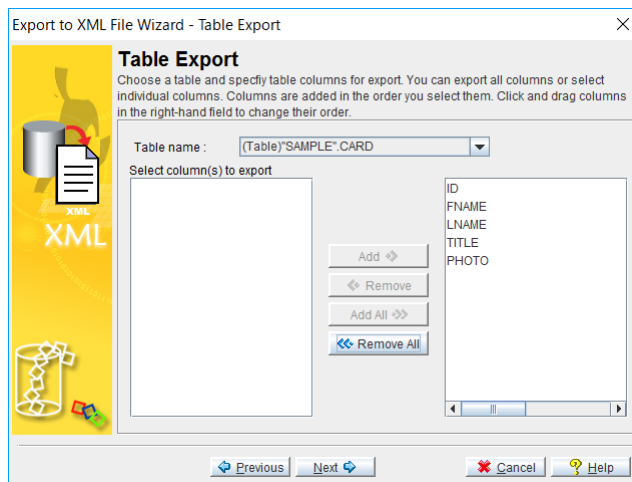 Export to XML File Wizard - Table Export
Table Export
Choose a table and specfiy table columns for export. You can export all columns or select
individual columns. Columns are added in the order you select them. Click and drag columns
in the right-hand field to change their order.
Table name :
(Table)"SAMPLE".CARD
Select column(s) to export
ID
FNAME
LNAME
TITLE
PHOTO
Add
Remove
Add All
Remove All
XML
XML
Previous
Next
Cancel
Help